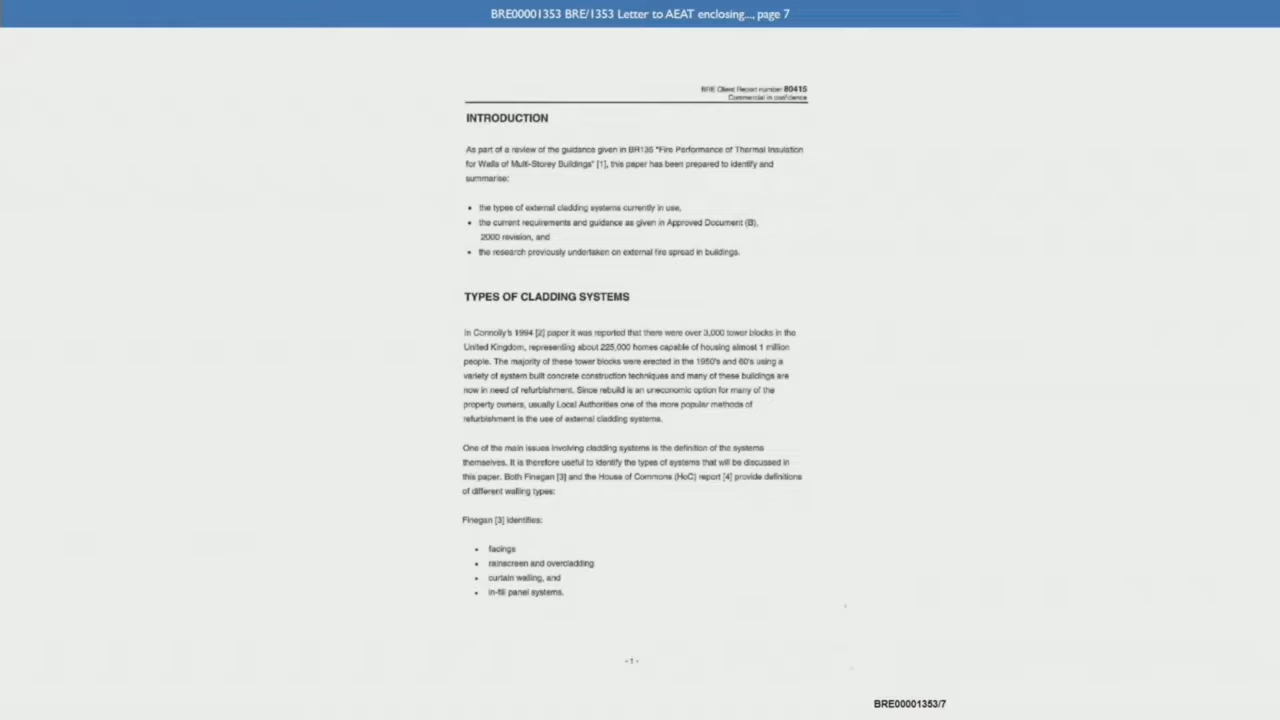 BRE00001353 BRE/1353 Letter to AEAT enclosing..., page 7
BRE Client Report number 80415
Commercial in confidence
INTRODUCTION
As part of a review of the guidance given in BR135 "Fire Performance of Thermal Insulation
for Walls of Multi-Storey Buildings" [1], this paper has been prepared to identify and
summarise:
• the types of external cladding systems currently in use,
• the current requirements and guidance as given in Approved Document (B),
2000 revision, and
• the research previously undertaken on external fire spread in buildings.
TYPES OF CLADDING SYSTEMS
In Connolly's 1994 [2] paper it was reported that there were over 3,000 tower blocks in the
United Kingdom, representing about 225,000 homes capable of housing almost 1 million
people. The majority of these tower blocks were erected in the 1950's and 60's using a
variety of system built concrete construction techniques and many of these buildings are
now in need of refurbishment. Since rebuild is an uneconomic option for many of the
property owners, usually Local Authorities one of the more popular methods of
refurbishment is the use of external cladding systems.
One of the main issues involving cladding systems is the definition of the systems
themselves. It is therefore useful to identify the types of systems that will be discussed in
this paper. Both Finegan [3] and the House of Commons (HoC) report [4] provide definitions
of different walling types:
Finegan [3] identifies:
• facings
• rainscreen and overcladding
• curtain walling, and
• in-fill panel systems.
- 1 -
BRE00001353/7